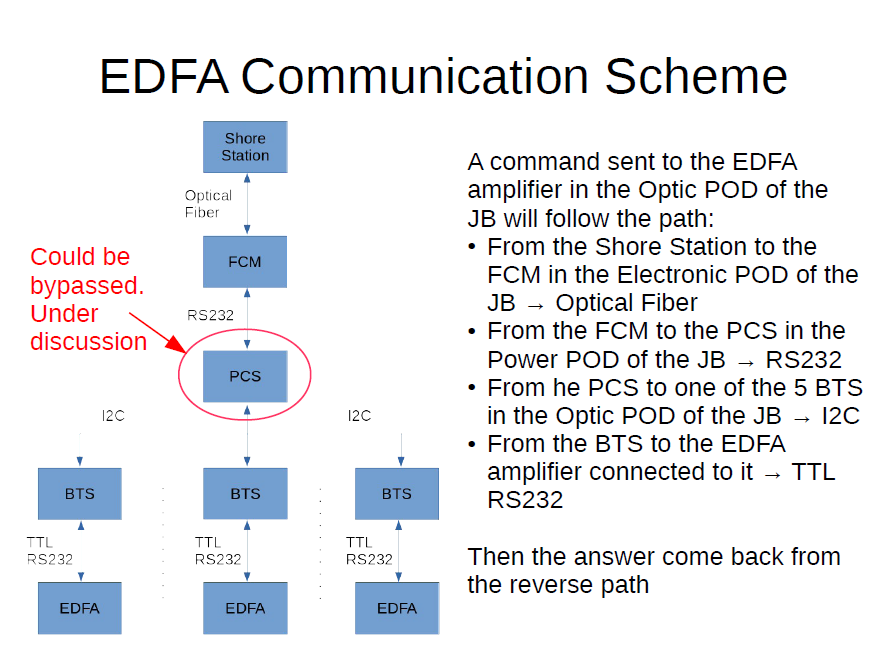 EDFA Communication Scheme
Shore
Station
Optical
Fiber
FCM
Could be
bypassed.
Under
discussion
RS232
PCS
I2C
I2C
BTS
BTS
BTS
TTL
RS232
TTL
RS232
TTL
RS232
EDFA
EDFA
EDFA
A command sent to the EDFA
amplifier in the Optic POD of the
JB will follow the path:
• From the Shore Station to the
FCM in the Electronic POD of the
JB → Optical Fiber
• From the FCM to the PCS in the
Power POD of the JB → RS232
• From he PCS to one of the 5 BTS
in the Optic POD of the JB → I2C
• From the BTS to the EDFA
amplifier connected to it → TTL
RS232
Then the answer come back from
the reverse path